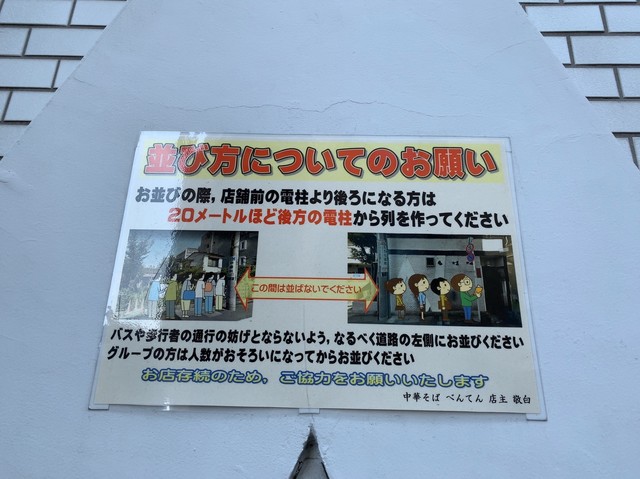 並び方についてのお願い
お並びの際，店舗前の電柱より後ろになる方は
20メートルほど後方の電柱から列を作ってください
この間は並ばないでください
バスや歩行者の通行の妨げとならないよう，なるべく道路の左側にお並びください
グループの方は人数がおそろいになってからお並びください
お店存続のため，ご協力をお願いいたします
中華そば べんてん 店主 敬白